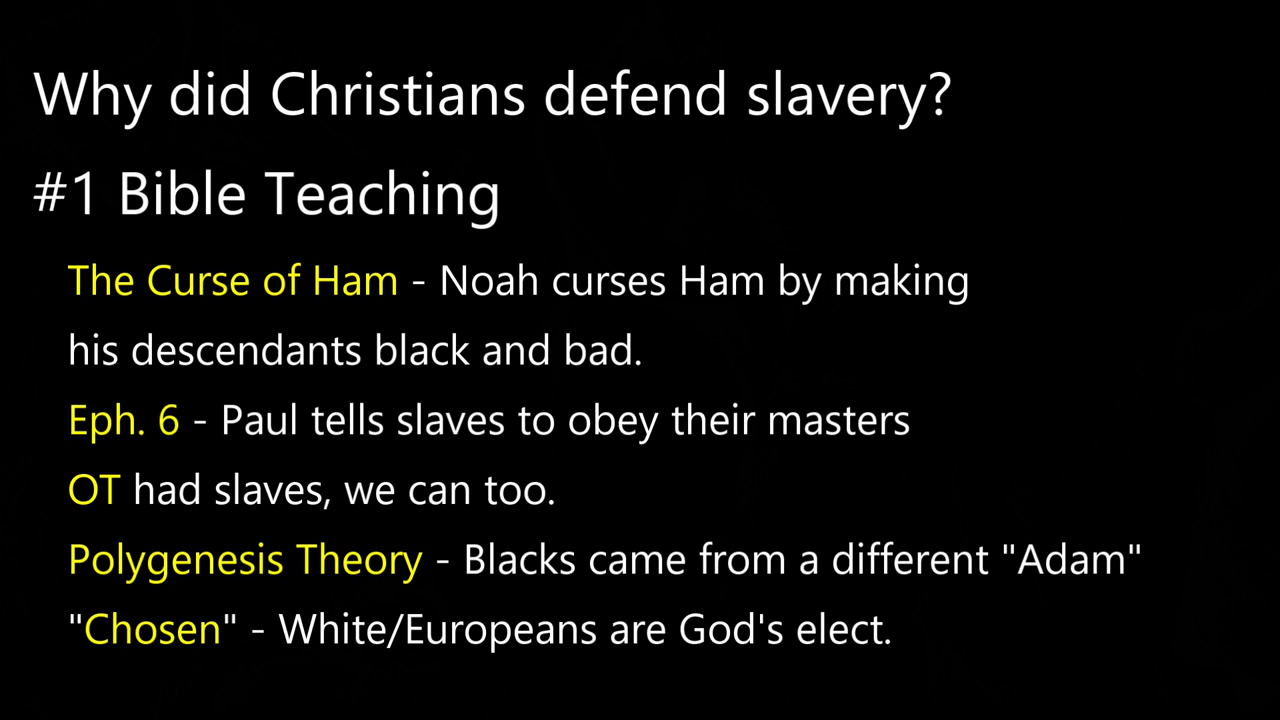 Why did Christians defend slavery?
#1 Bible Teaching
The Curse of Ham - Noah curses Ham by making
his descendants black and bad.
Eph. 6 - Paul tells slaves to obey their masters
OT had slaves, we can too.
Polygenesis Theory - Blacks came from a different "Adam"
"Chosen" - White/Europeans are God's elect.